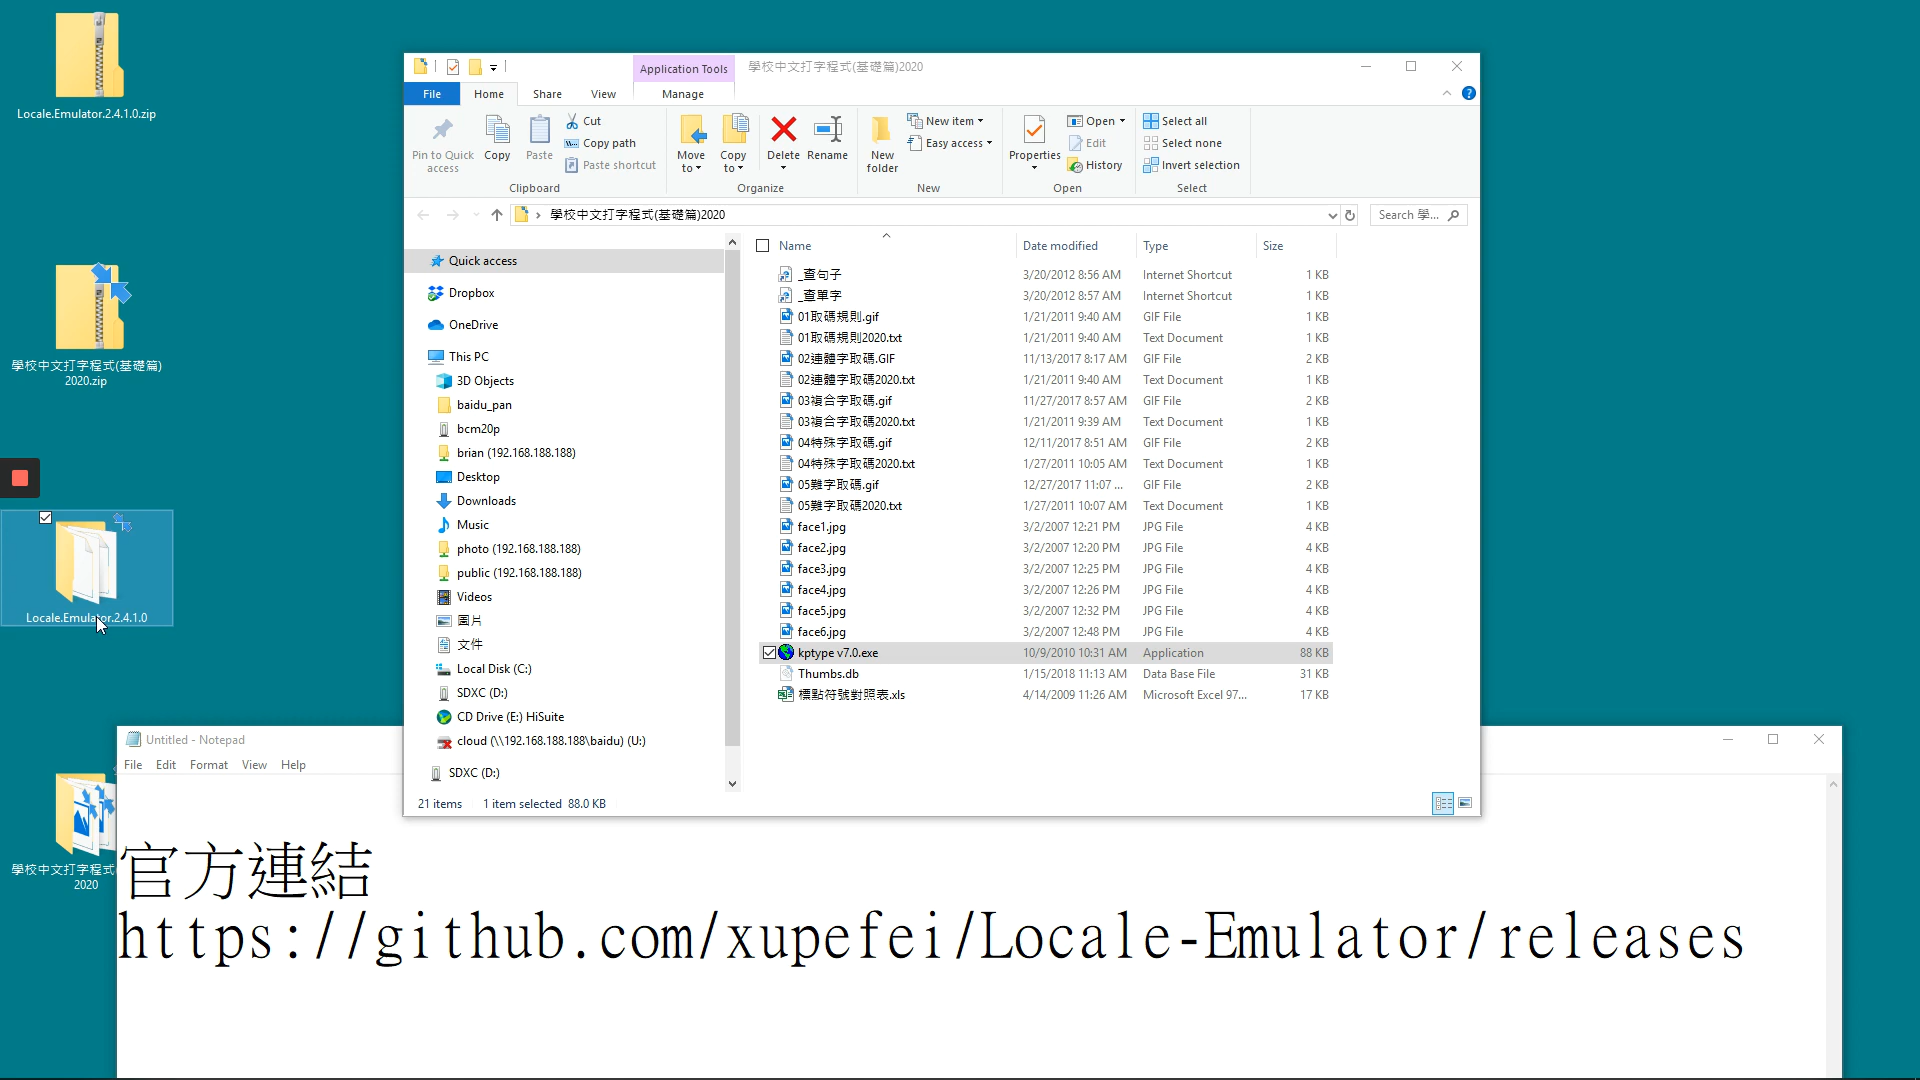 Locale.Emulator.2.4.1.0.zip
學校中文打字程式(基礎篇)
2020.zip
Locale.Emulator.2.4.1.0
學校中文打字程式
2020
Application Tools
學校中文打字程式(基礎篇)2020
File
Home
Share
View
Manage
Pin to Quick
access
Copy
Paste
Cut
Copy path
Paste shortcut
Clipboard
Move
to
Copy
to
Delete
Rename
Organize
New
folder
New item
Easy access
New
Properties
Open
Edit
History
Open
Select all
Select none
Invert selection
Select
學校中文打字程式(基礎篇)2020
Search 學...
Quick access
Dropbox
OneDrive
This PC
3D Objects
baidu_pan
bcm20p
brian (192.168.188.188)
Desktop
Downloads
Music
photo (192.168.188.188)
public (192.168.188.188)
Videos
圖片
文件
Local Disk (C:)
SDXC (D:)
CD Drive (E:) HiSuite
cloud (\\192.168.188.188\baidu) (U:)
SDXC (D:)
Name Date modified Type Size
_查句子 3/20/2012 8:56 AM Internet Shortcut 1 KB
_查單字 3/20/2012 8:57 AM Internet Shortcut 1 KB
01取碼規則.gif 1/21/2011 9:40 AM GIF File 1 KB
01取碼規則2020.txt 1/21/2011 9:40 AM Text Document 1 KB
02連體字取碼.GIF 11/13/2017 8:17 AM GIF File 2 KB
02連體字取碼2020.txt 1/21/2011 9:40 AM Text Document 1 KB
03複合字取碼.gif 11/27/2017 8:57 AM GIF File 2 KB
03複合字取碼2020.txt 1/21/2011 9:39 AM Text Document 1 KB
04特殊字取碼.gif 12/11/2017 8:51 AM GIF File 2 KB
04特殊字取碼2020.txt 1/27/2011 10:05 AM Text Document 1 KB
05難字取碼.gif 12/27/2017 11:07 ... GIF File 2 KB
05難字取碼2020.txt 1/27/2011 10:07 AM Text Document 1 KB
face1.jpg 3/2/2007 12:21 PM JPG File 4 KB
face2.jpg 3/2/2007 12:20 PM JPG File 4 KB
face3.jpg 3/2/2007 12:25 PM JPG File 4 KB
face4.jpg 3/2/2007 12:26 PM JPG File 4 KB
face5.jpg 3/2/2007 12:32 PM JPG File 4 KB
face6.jpg 3/2/2007 12:48 PM JPG File 4 KB
kptype v7.0.exe 10/9/2010 10:31 AM Application 88 KB
Thumbs.db 1/15/2018 11:13 AM Data Base File 31 KB
標點符號對照表.xls 4/14/2009 11:26 AM Microsoft Excel 97... 17 KB
21 items 1 item selected 88.0 KB
Untitled - Notepad
File Edit Format View Help
官方連結
https://github.com/xupefei/Locale-Emulator/releases